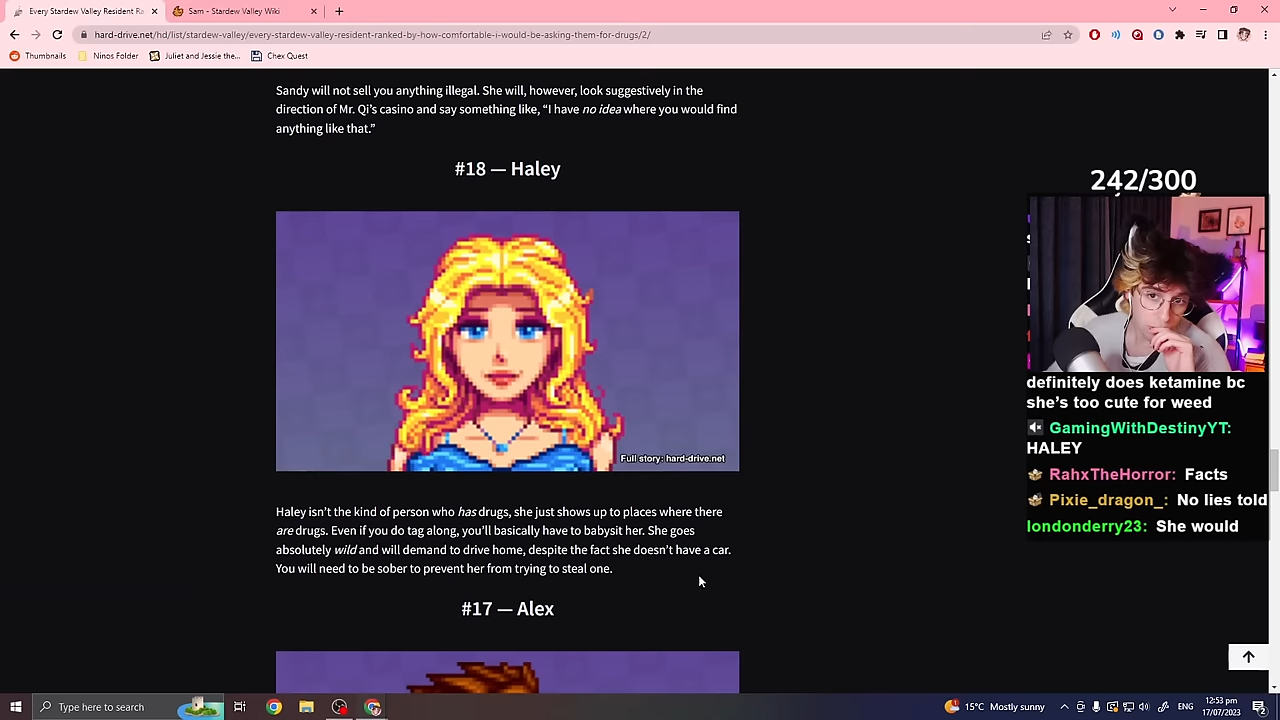 Every Stardew Valley Resident Ra
Sam - Stardew Valley Wiki
hard-drive.net/hd/list/stardew-valley/every-stardew-valley-resident-ranked-by-how-comfortable-i-would-be-asking-them-for-drugs/2/
Thumbnails
Ninos Folder
Juliet and Jessie the...
Chex Quest
Sandy will not sell you anything illegal. She will, however, look suggestively in the
direction of Mr. Qi's casino and say something like, “I have no idea where you would find
anything like that.”
#18 — Haley
Full story: hard-drive.net
Haley isn't the kind of person who has drugs, she just shows up to places where there
are drugs. Even if you do tag along, you'll basically have to babysit her. She goes
absolutely wild and will demand to drive home, despite the fact she doesn't have a car.
You will need to be sober to prevent her from trying to steal one.
#17 — Alex
242/300
definitely does ketamine bc
she's too cute for weed
GamingWithDestinyYT:
HALEY
RahxTheHorror: Facts
Pixie_dragon_: No lies told
londonderry23: She would
Type here to search
15°C Mostly sunny
ENG
12:53 pm
17/07/2023
2